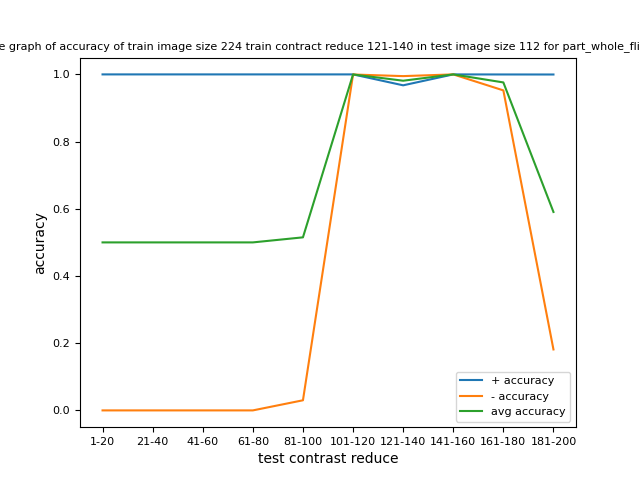 e graph of accuracy of train image size 224 train contract reduce 121-140 in test image size 112 for part_whole_fli
1.0
0.8
0.6
0.4
0.2
0.0
accuracy
+ accuracy
- accuracy
avg accuracy
1-20 21-40 41-60 61-80 81-100 101-120 121-140 141-160 161-180 181-200
test contrast reduce